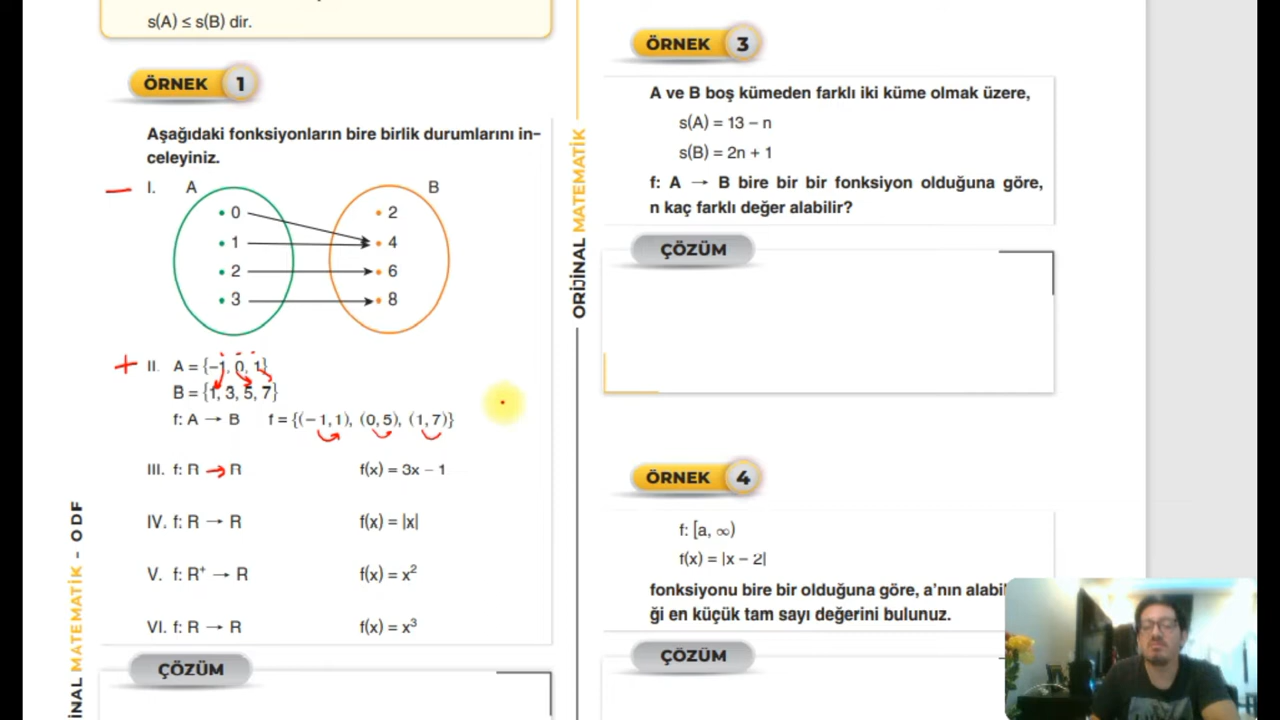 s(A) ≤ s(B) dir.
ÖRNEK 1
Aşağıdaki fonksiyonların bire birlik durumlarını in-
celeyiniz.
I. A B
0 2
1 4
2 6
3 8
II. A = {–1, 0, 1}
B = {1, 3, 5, 7}
f: A → B f = {(– 1, 1), (0, 5), (1, 7)}
III. f: R → R f(x) = 3x – 1
IV. f: R → R f(x) = |x|
V. f: R⁺ → R f(x) = x²
VI. f: R → R f(x) = x³
ÇÖZÜM
İNAL MATEMATİK - ODF
ORİJİNAL MATEMATİK
ÖRNEK 3
A ve B boş kümeden farklı iki küme olmak üzere,
s(A) = 13 – n
s(B) = 2n + 1
f: A → B bire bir bir fonksiyon olduğuna göre,
n kaç farklı değer alabilir?
ÇÖZÜM
ÖRNEK 4
f: [a, ∞)
f(x) = |x – 2|
fonksiyonu bire bir olduğuna göre, a'nın alabi
ği en küçük tam sayı değerini bulunuz.
ÇÖZÜM